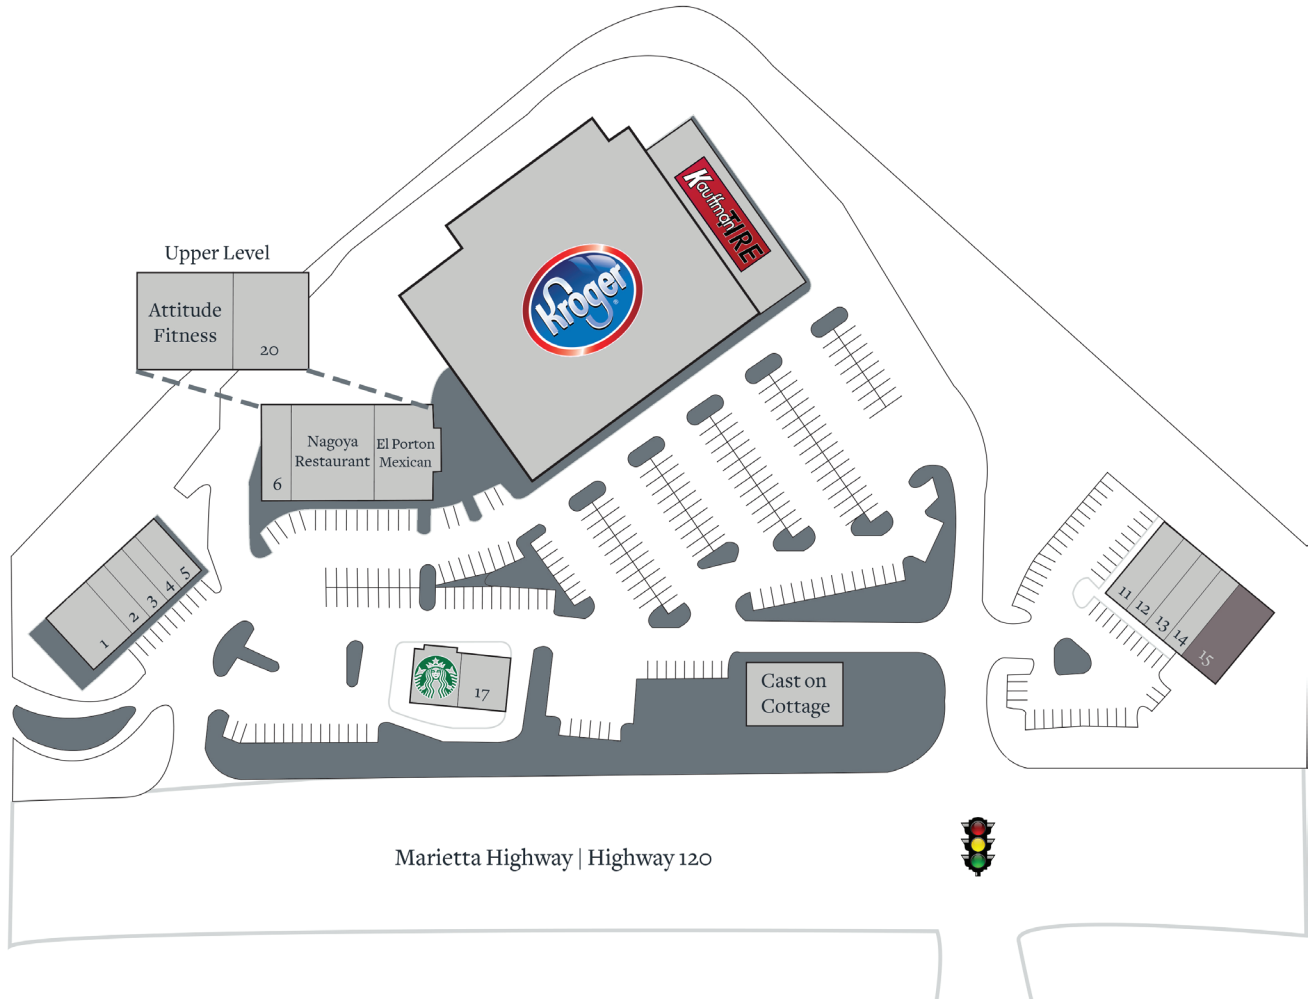 Kauffman
TIRE
Kroger
Upper Level
Attitude
Fitness
20
6
Nagoya
Restaurant
El Porton
Mexican
1
2
3
4
5
11
12
13
14
15
17
Cast on
Cottage
Marietta Highway | Highway 120